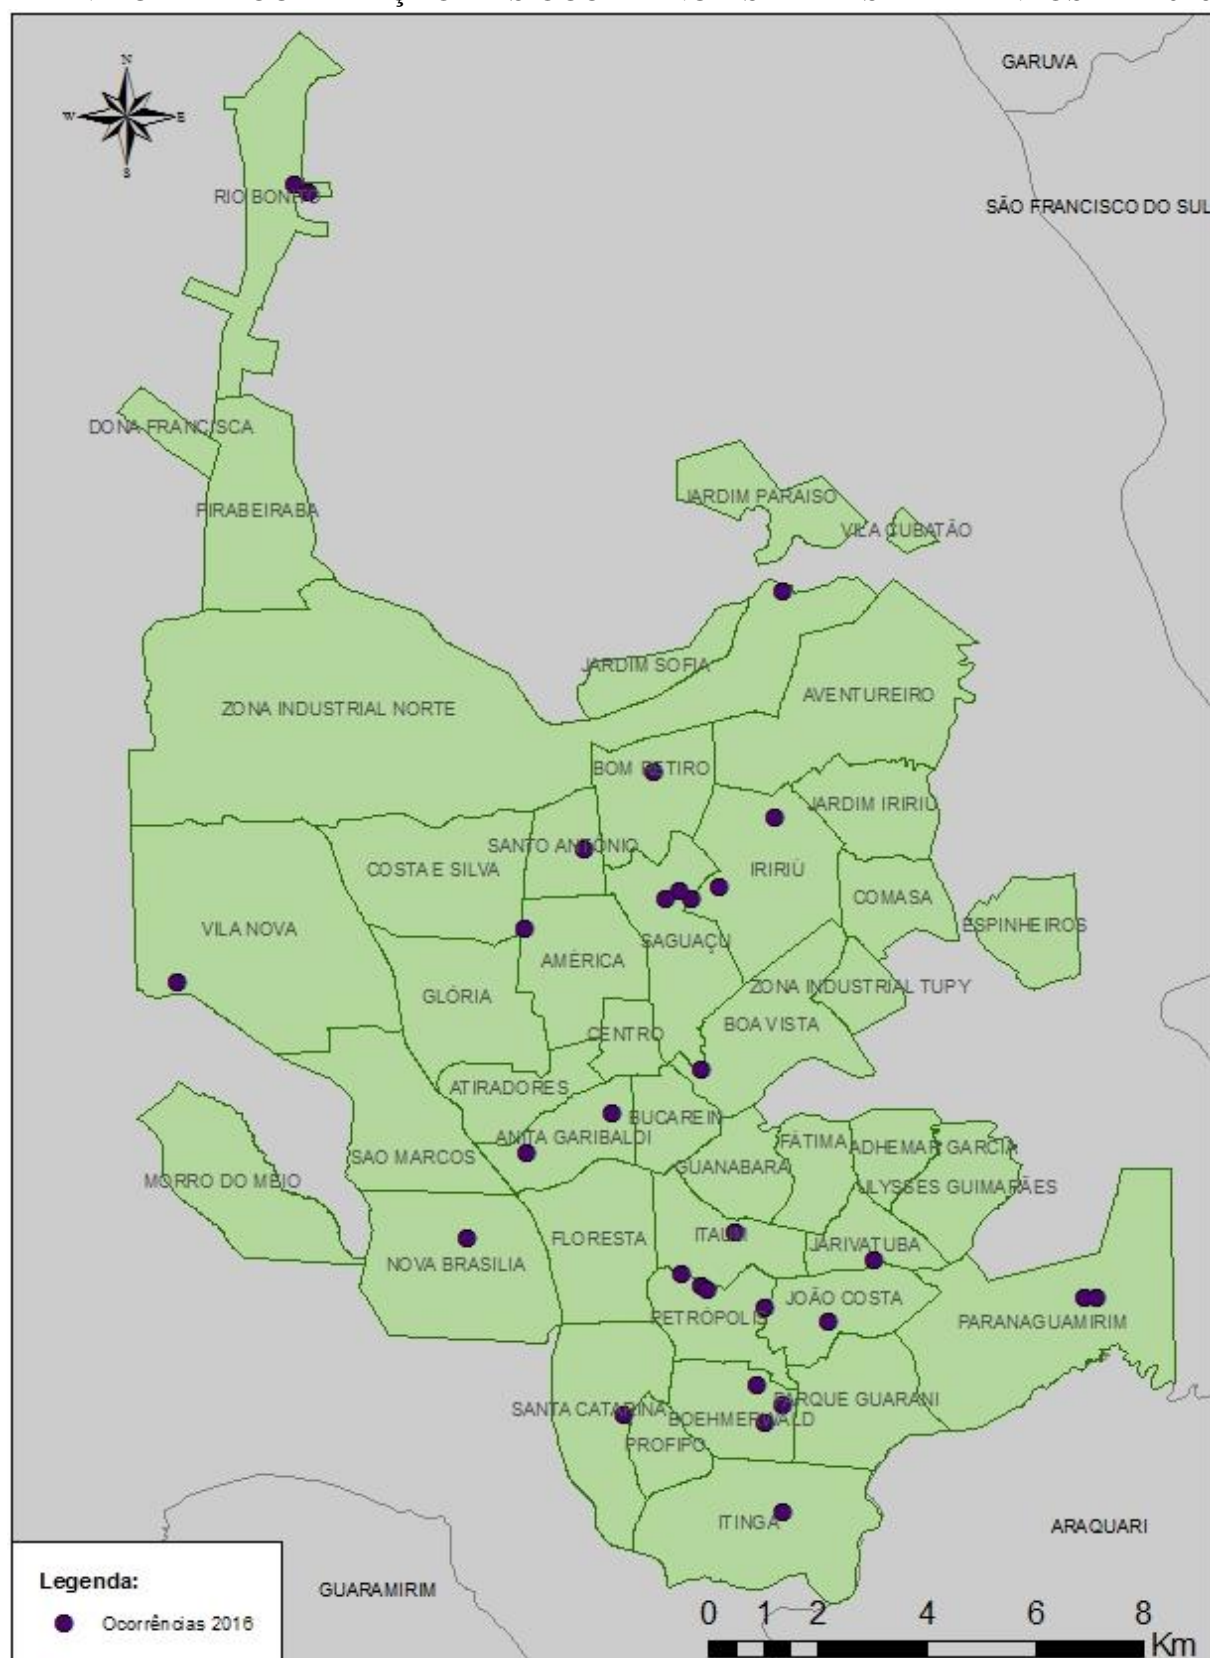 N
GARUVA
W
E
S
RIO BONITO
SÃO FRANCISCO DO SUL
DONA FRANCISCA
PIRABEIRABA
JARDIM PARAISO
VILA CUBATÃO
JARDIM SOFIA
AVENTUREIRO
ZONA INDUSTRIAL NORTE
BOM RETIRO
JARDIM IRIRIÚ
SANTO ANTÔNIO
COSTA E SILVA
IRIRIÚ
COMASA
VILA NOVA
ESPINHEIROS
SAGUAÇU
AMÉRICA
ZONA INDUSTRIAL TUPY
GLÓRIA
BOA VISTA
CENTRO
ATIRADORES
BUCAREIN
ANITA GARIBALDI
FÁTIMA
ADHEMAR GARCIA
SAO MARCOS
GUANABARA
MORRO DO MEIO
ULYSSES GUIMARÃES
FLORESTA
ITAUM
JARIVATUBA
NOVA BRASILIA
JOÃO COSTA
PETRÓPOLIS
PARANAGUAMIRIM
PARQUE GUARANI
SANTA CATARINA
BOEHMERWALD
PROFIPO
ITINGA
ARAQUARI
Legenda:
GUARAMIRIM
Ocorrências 2016
0 1 2 4 6 8
Km